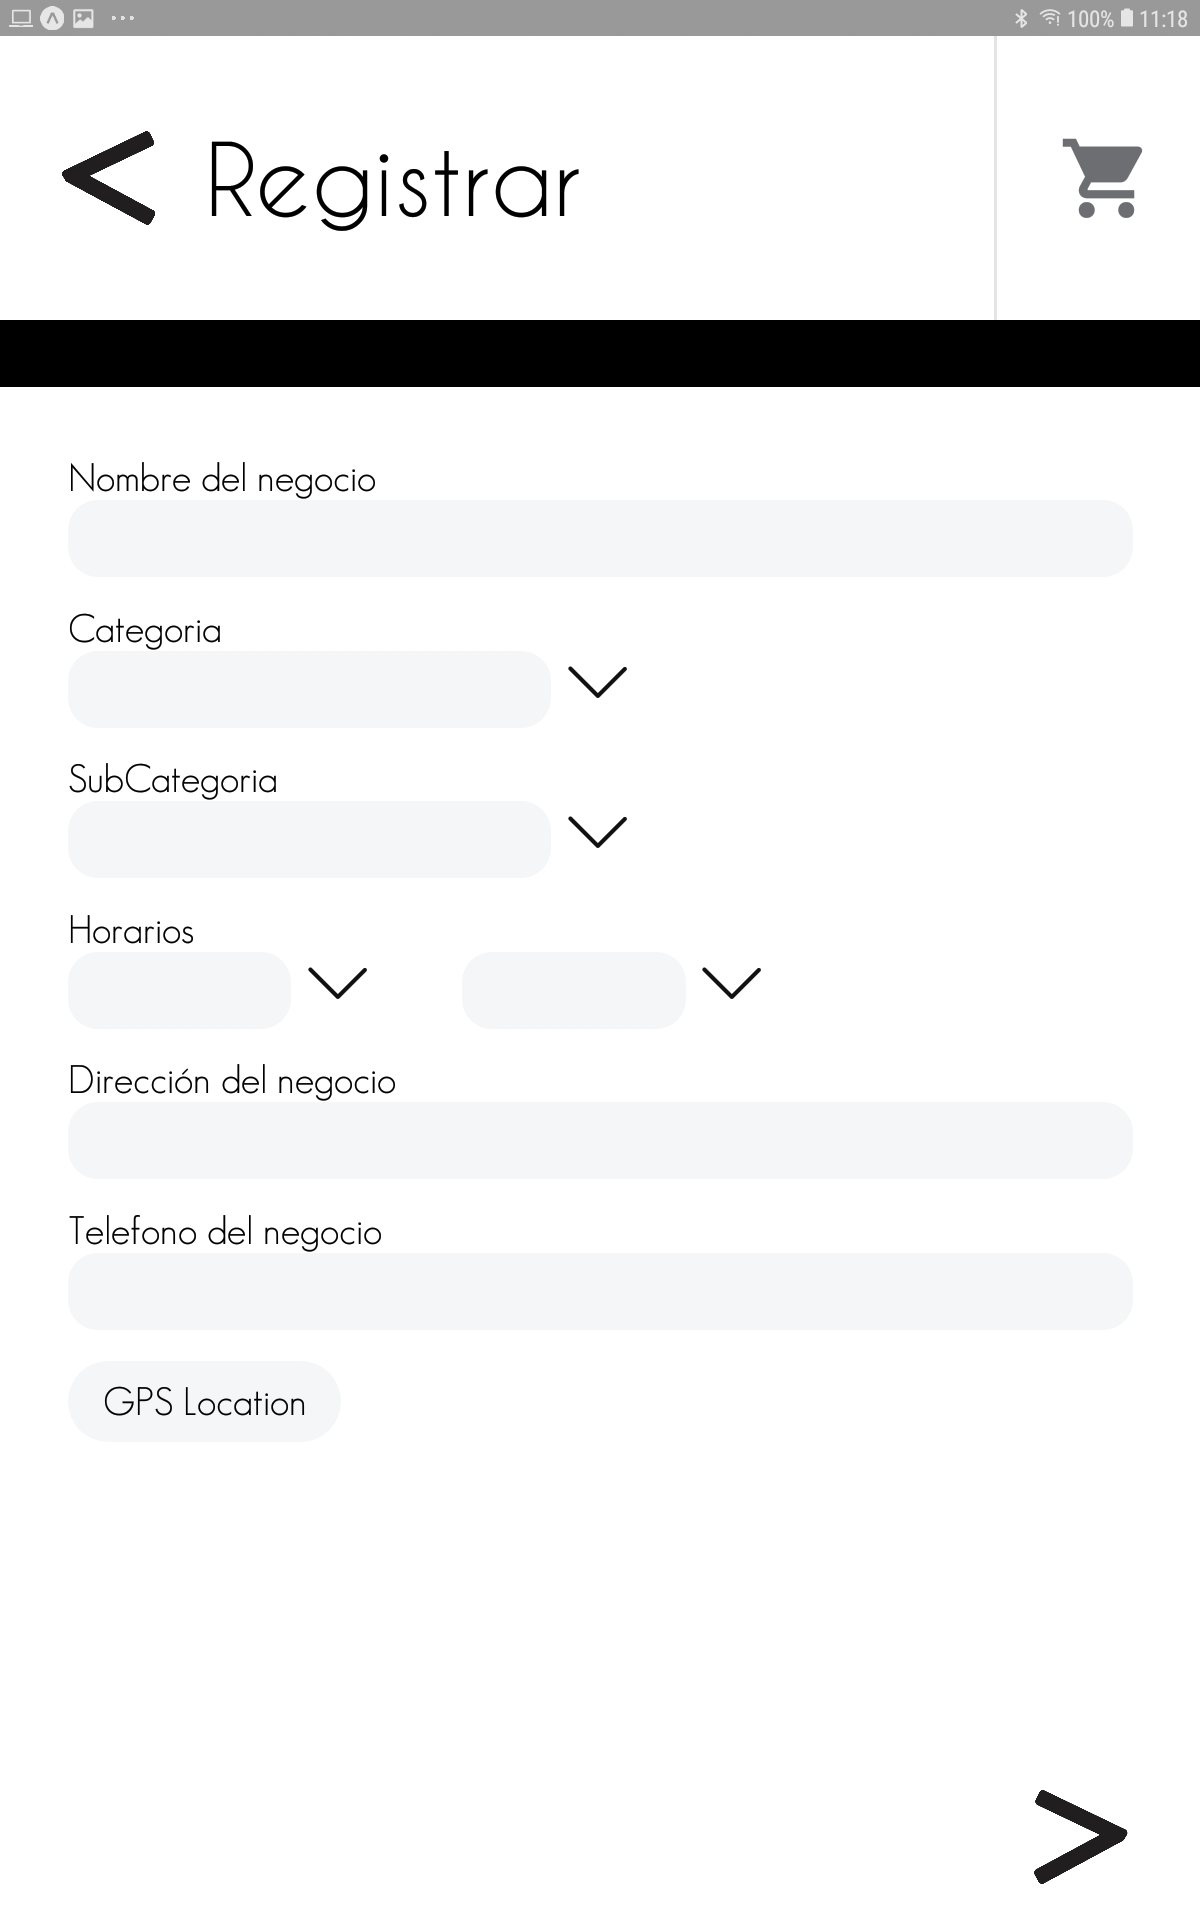 100% 11:18
Registrar
Nombre del negocio
Categoria
SubCategoria
Horarios
Dirección del negocio
Telefono del negocio
GPS Location